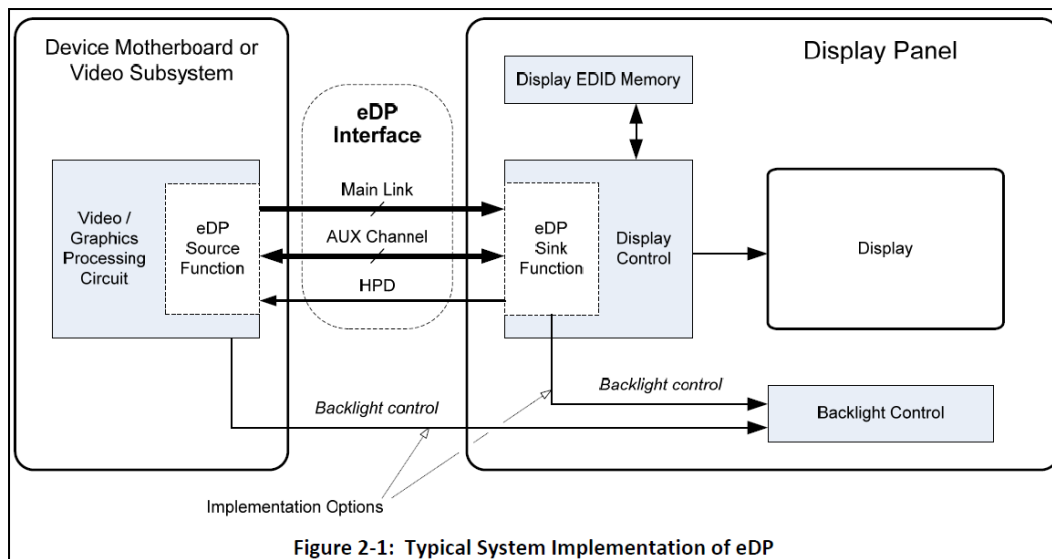 Device Motherboard or
Video Subsystem
Display Panel
Display EDID Memory
eDP
Interface
Main Link
AUX Channel
HPD
Video /
Graphics
Processing
Circuit
eDP
Source
Function
eDP
Sink
Function
Display
Control
Display
Backlight control
Backlight control
Backlight Control
Implementation Options
Figure 2-1: Typical System Implementation of eDP